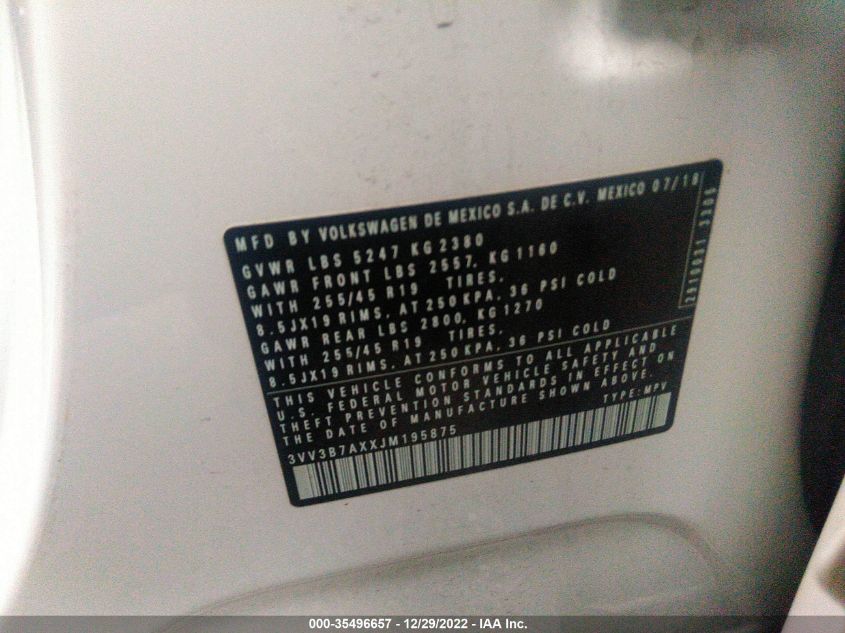 MFD BY VOLKSWAGEN DE MEXICO S.A. DE C.V. MEXICO 07/18
GVWR LBS 5247 KG 2380
GAWR FRONT LBS 2557, KG 1160
WITH 255/45 R19 TIRES.
8.5JX19 RIMS, AT 250 KPA, 36 PSI COLD
GAWR REAR LBS 2800, KG 1270
WITH 255/45 R19 TIRES.
8.5JX19 RIMS, AT 250 KPA, 36 PSI COLD
THIS VEHICLE CONFORMS TO ALL APPLICABLE
U.S. FEDERAL MOTOR VEHICLE SAFETY AND
THEFT PREVENTION STANDARDS IN EFFECT ON
THE DATE OF MANUFACTURE SHOWN ABOVE.
3VV3B7AXXJM195875 TYPE: MPV
000-35496657 - 12/29/2022 - IAA Inc.